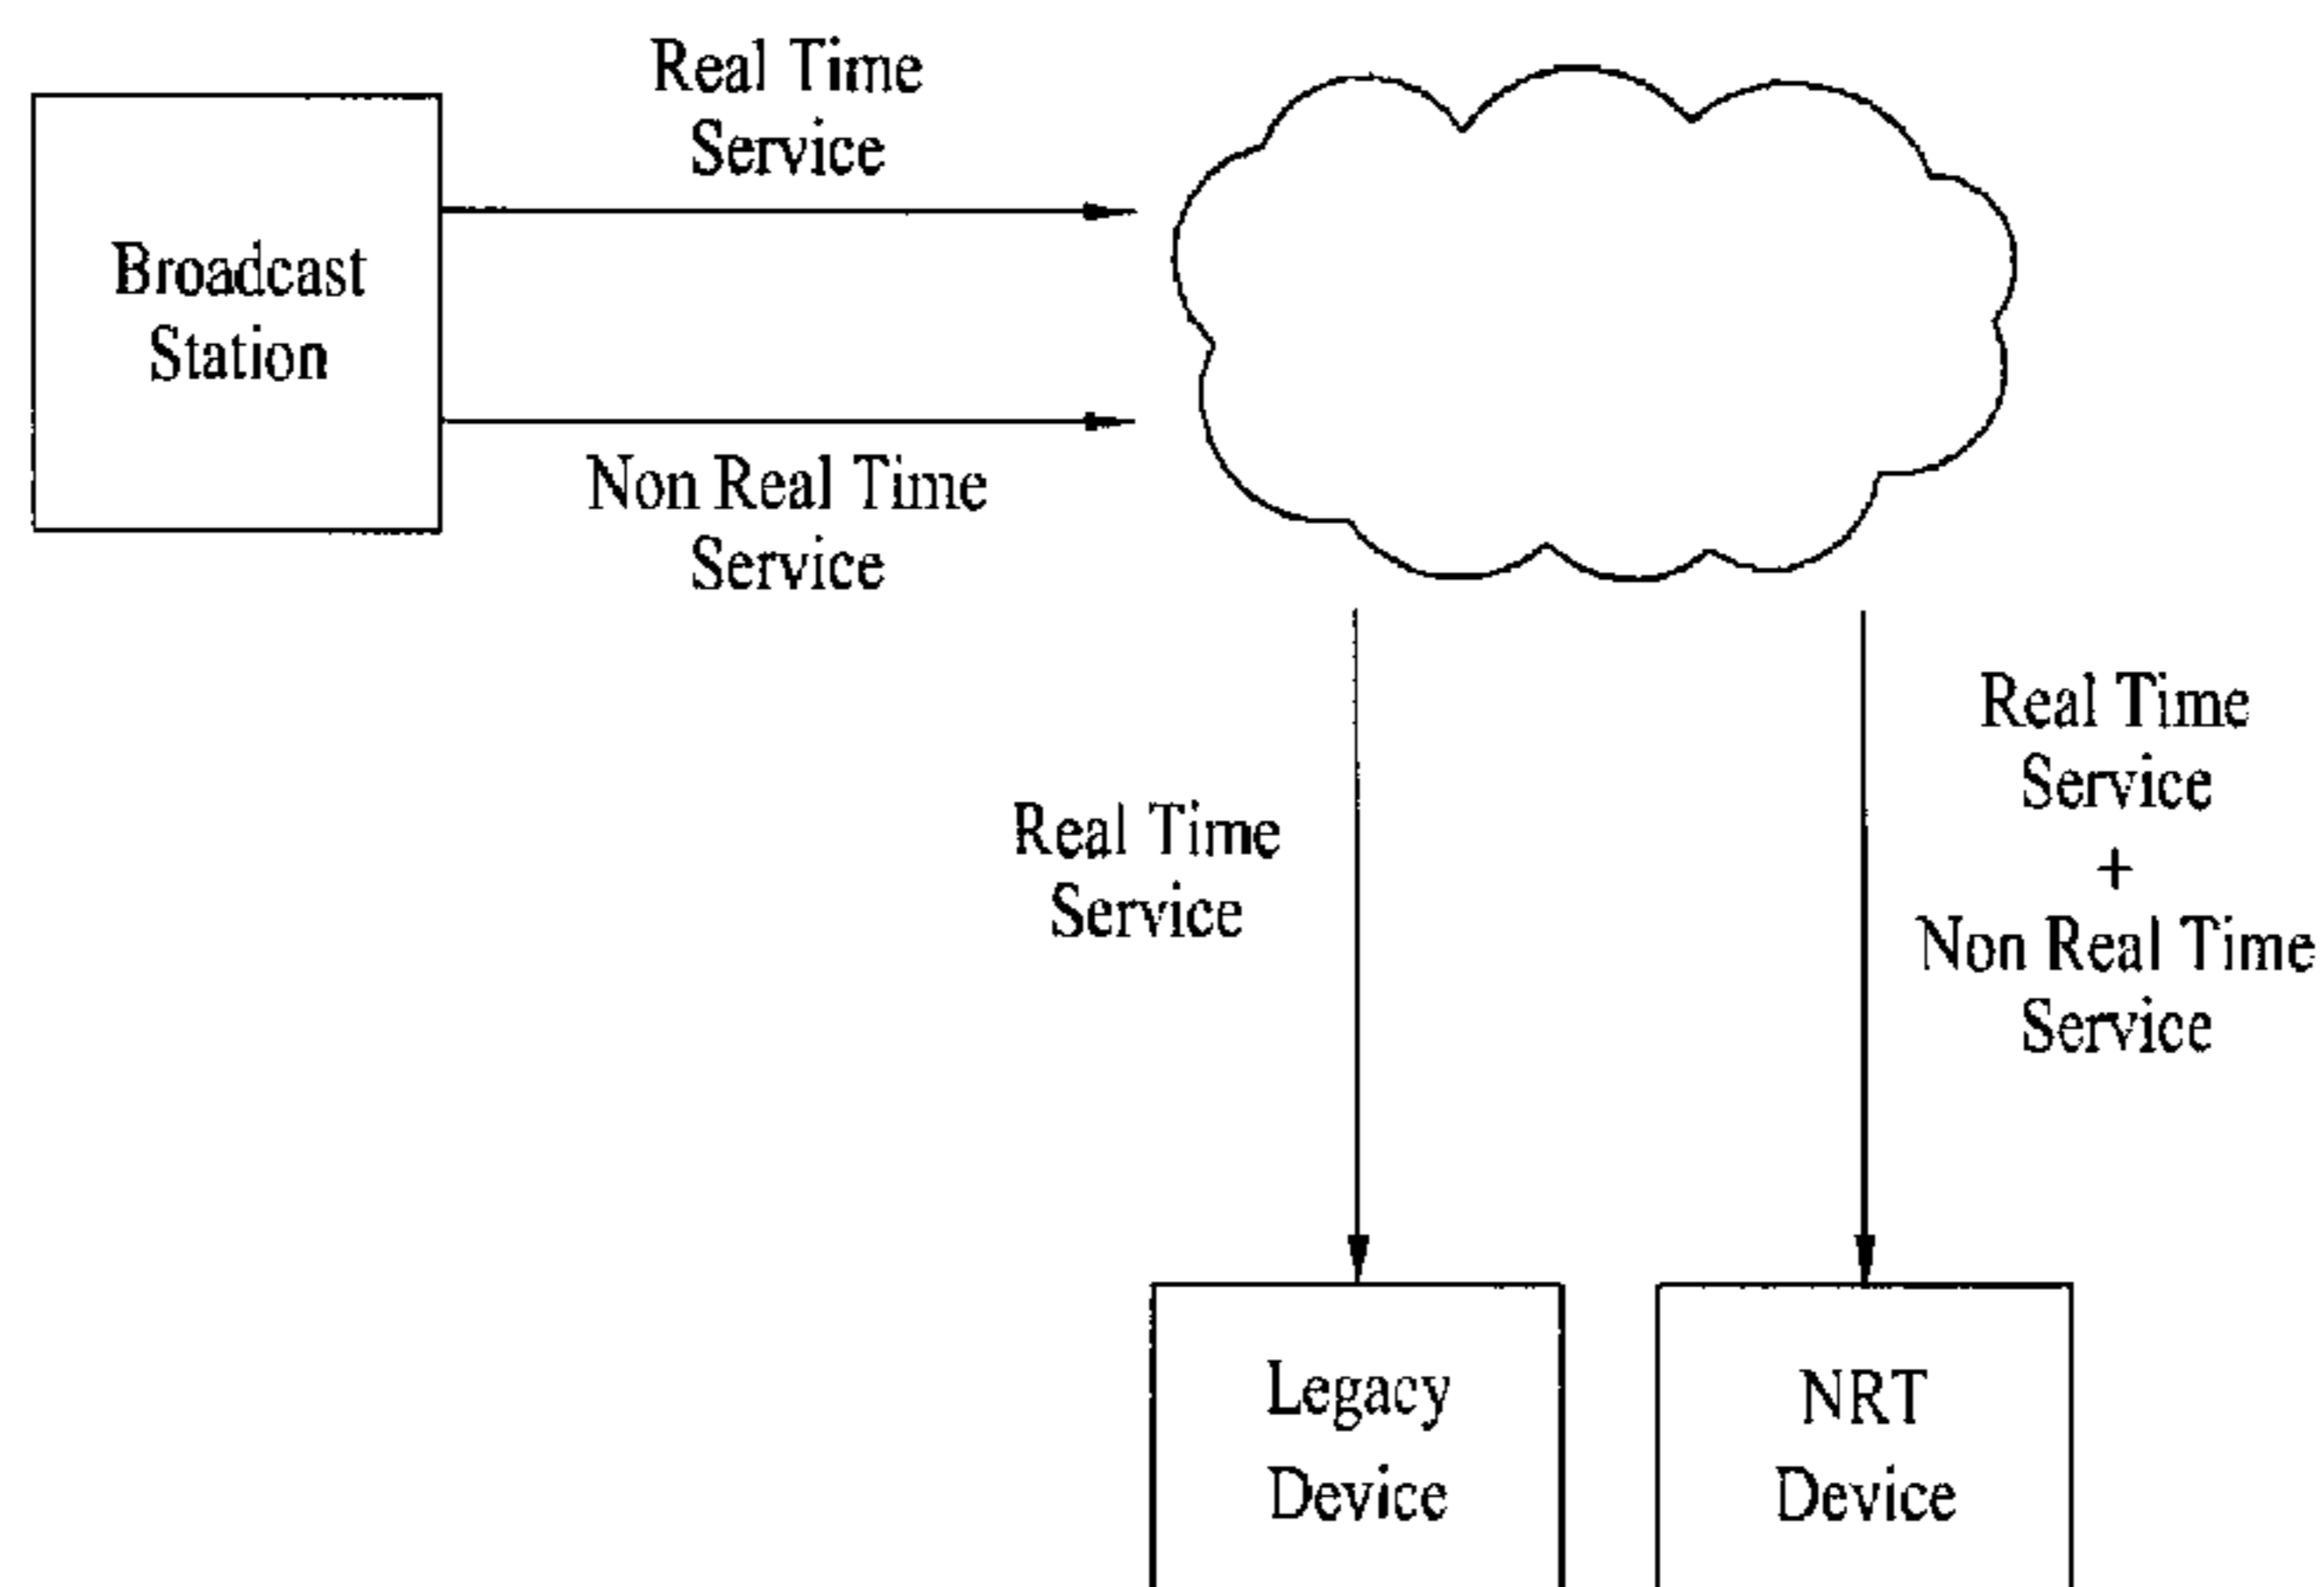 Real Time
Service
Broadcast
Station
Non Real Time
Service
Real Time
Service
Real Time
Service
+
Non Real Time
Service
Legacy
Device
NRT
Device